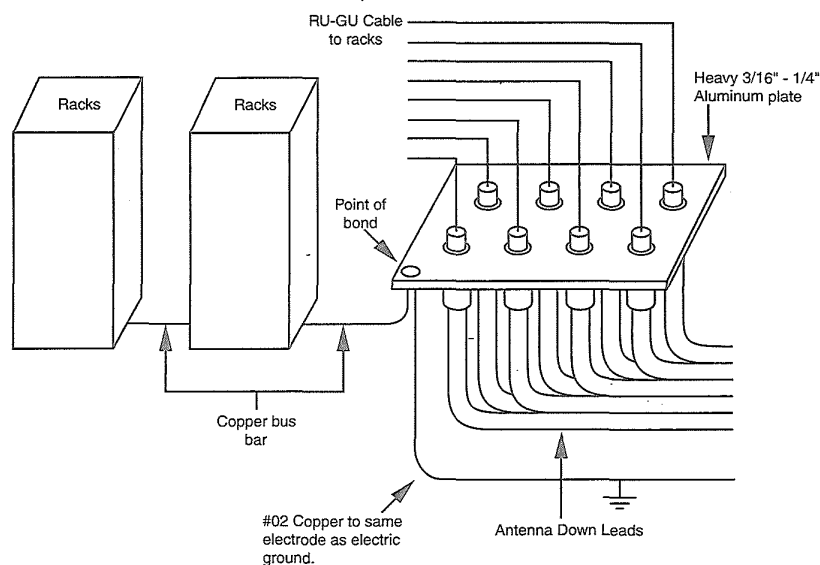 RU-GU Cable
to racks
Heavy 3/16" - 1/4"
Aluminum plate
Racks
Racks
Point of
bond
Copper bus
bar
#02 Copper to same
electrode as electric
ground.
Antenna Down Leads